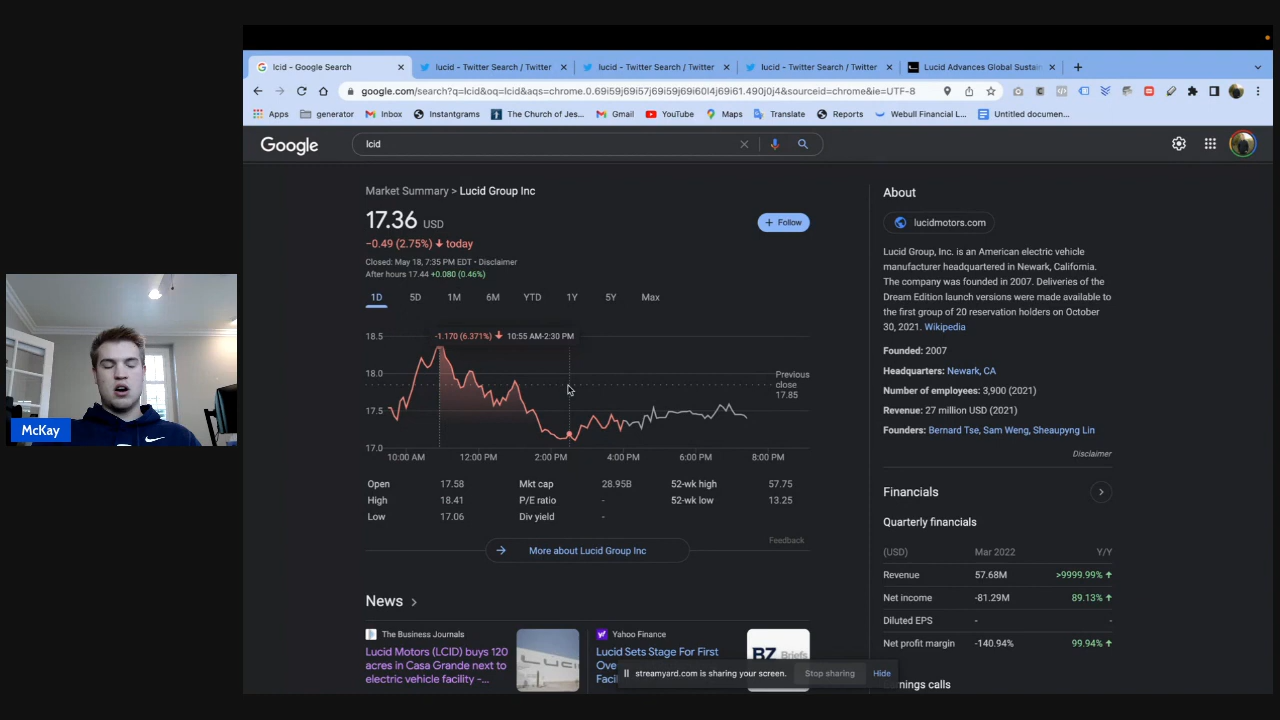 lcid - Google Search
lucid - Twitter Search / Twitter
lucid - Twitter Search / Twitter
lucid - Twitter Search / Twitter
Lucid Advances Global Sustain
google.com/search?q=lcid&oq=lcid&aqs=chrome.0.69i59j69i57j69i59j69i60l4j69i61.490j0j4&sourceid=chrome&ie=UTF-8
Apps
generator
Inbox
Instantgrams
The Church of Jes...
Gmail
YouTube
Maps
Translate
Reports
Webull Financial L...
Untitled documen...
Google
lcid
Market Summary > Lucid Group Inc
17.36 USD
+ Follow
−0.49 (2.75%) today
Closed: May 18, 7:35 PM EDT • Disclaimer
After hours 17.44 +0.080 (0.46%)
1D 5D 1M 6M YTD 1Y 5Y Max
-1.170 (6.371%) 10:55 AM-2:30 PM
18.5
18.0
17.5
17.0
Previous
close
17.85
10:00 AM 12:00 PM 2:00 PM 4:00 PM 6:00 PM 8:00 PM
Open 17.58 Mkt cap 28.95B 52-wk high 57.75
High 18.41 P/E ratio - 52-wk low 13.25
Low 17.06 Div yield -
Feedback
More about Lucid Group Inc
News
The Business Journals
Lucid Motors (LCID) buys 120
acres in Casa Grande next to
electric vehicle facility -...
Yahoo Finance
Lucid Sets Stage For First
Ove
Facil
BZ Briefs
streamyard.com is sharing your screen.
Stop sharing
Hide
About
lucidmotors.com
Lucid Group, Inc. is an American electric vehicle
manufacturer headquartered in Newark, California.
The company was founded in 2007. Deliveries of the
Dream Edition launch versions were made available to
the first group of 20 reservation holders on October
30, 2021. Wikipedia
Founded: 2007
Headquarters: Newark, CA
Number of employees: 3,900 (2021)
Revenue: 27 million USD (2021)
Founders: Bernard Tse, Sam Weng, Sheaupyng Lin
Disclaimer
Financials
Quarterly financials
(USD) Mar 2022 Y/Y
Revenue 57.68M >9999.99%
Net income -81.29M 89.13%
Diluted EPS - -
Net profit margin -140.94% 99.94%
rnings calls
McKay